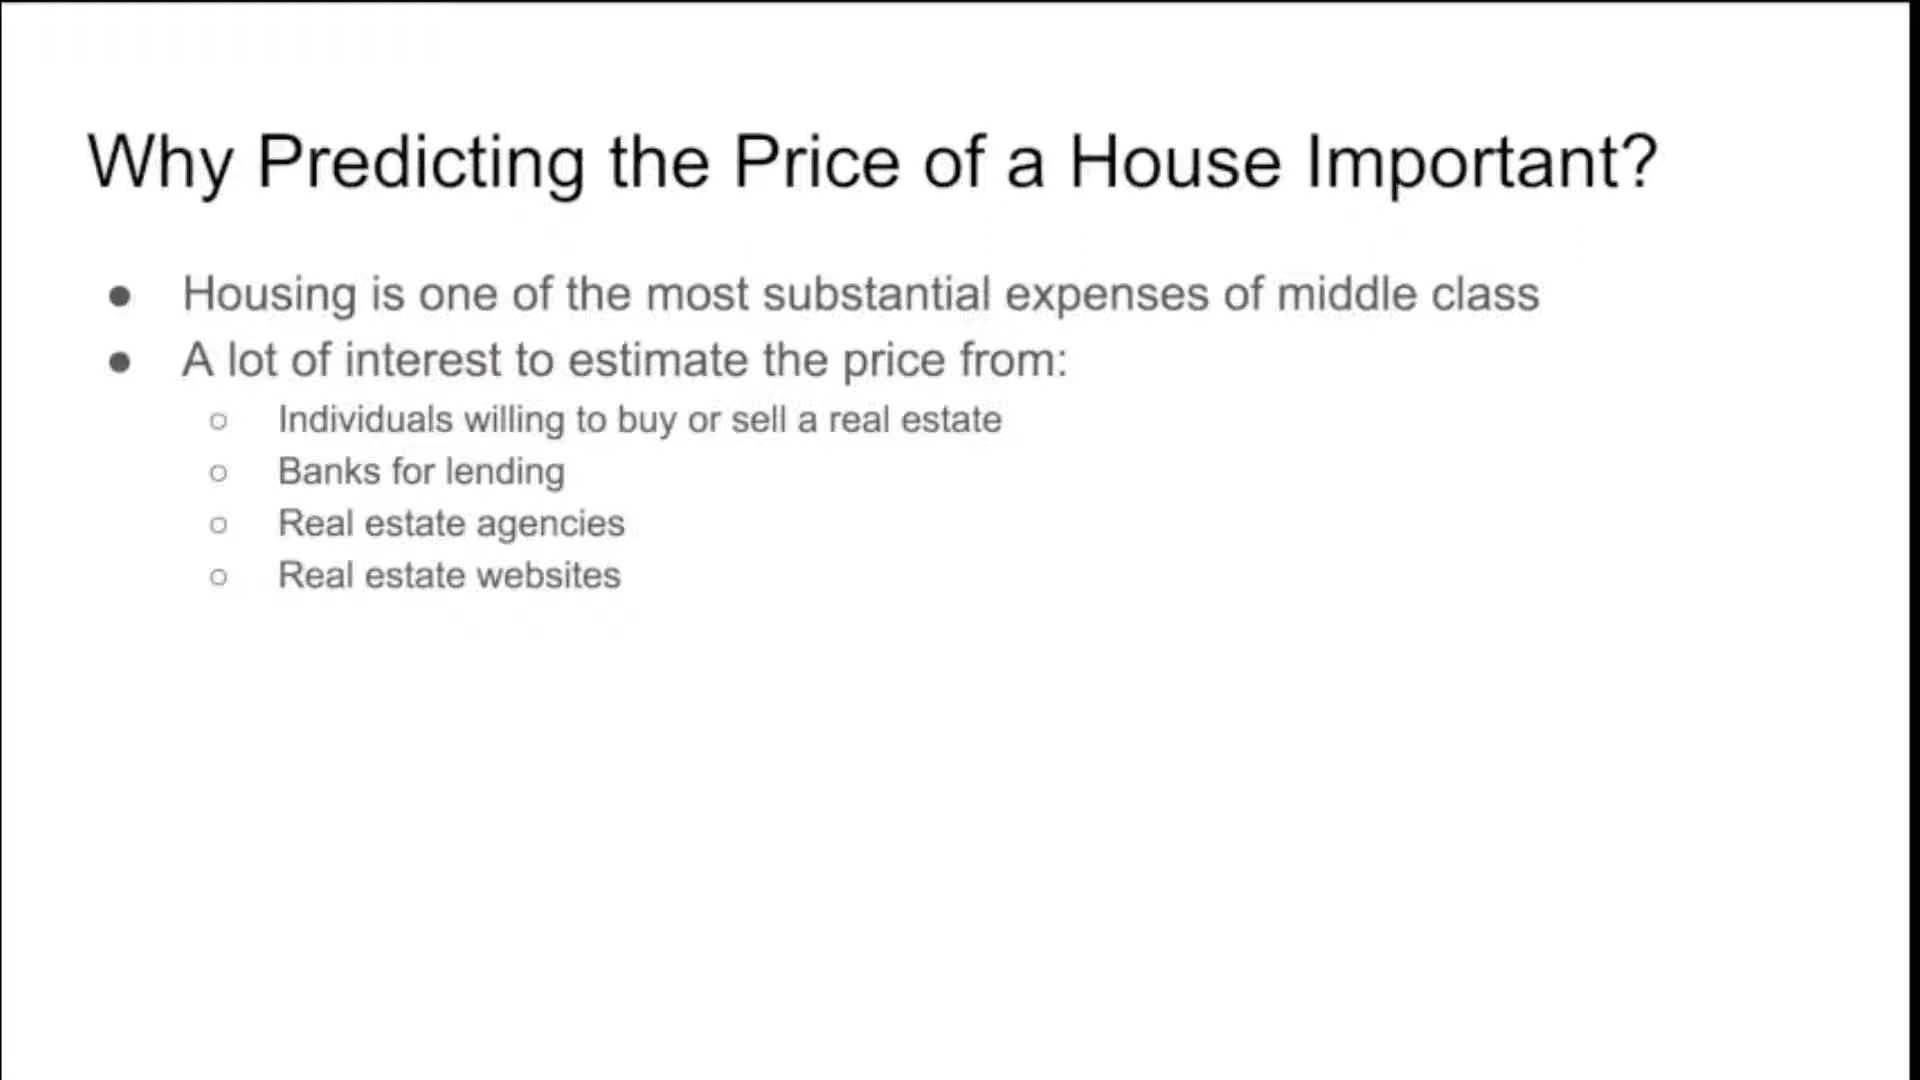 Why Predicting the Price of a House Important?
● Housing is one of the most substantial expenses of middle class
● A lot of interest to estimate the price from:
○ Individuals willing to buy or sell a real estate
○ Banks for lending
○ Real estate agencies
○ Real estate websites